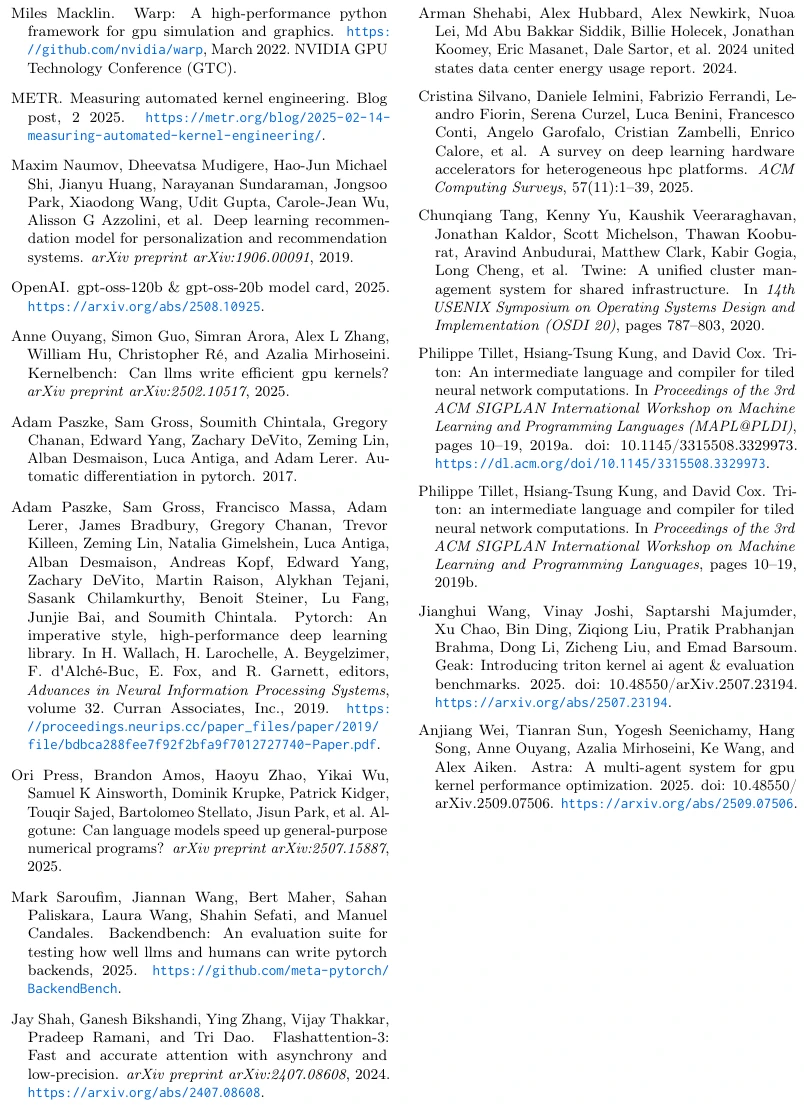 Miles Macklin. Warp: A high-performance python
framework for gpu simulation and graphics. https:
//github.com/nvidia/warp, March 2022. NVIDIA GPU
Technology Conference (GTC).
METR. Measuring automated kernel engineering. Blog
post, 2 2025. https://metr.org/blog/2025-02-14-
measuring-automated-kernel-engineering/.
Maxim Naumov, Dheevatsa Mudigere, Hao-Jun Michael
Shi, Jianyu Huang, Narayanan Sundaraman, Jongsoo
Park, Xiaodong Wang, Udit Gupta, Carole-Jean Wu,
Alisson G Azzolini, et al. Deep learning recommen-
dation model for personalization and recommendation
systems. arXiv preprint arXiv:1906.00091, 2019.
OpenAI. gpt-oss-120b & gpt-oss-20b model card, 2025.
https://arxiv.org/abs/2508.10925.
Anne Ouyang, Simon Guo, Simran Arora, Alex L Zhang,
William Hu, Christopher Ré, and Azalia Mirhoseini.
Kernelbench: Can llms write efficient gpu kernels?
arXiv preprint arXiv:2502.10517, 2025.
Adam Paszke, Sam Gross, Soumith Chintala, Gregory
Chanan, Edward Yang, Zachary DeVito, Zeming Lin,
Alban Desmaison, Luca Antiga, and Adam Lerer. Au-
tomatic differentiation in pytorch. 2017.
Adam Paszke, Sam Gross, Francisco Massa, Adam
Lerer, James Bradbury, Gregory Chanan, Trevor
Killeen, Zeming Lin, Natalia Gimelshein, Luca Antiga,
Alban Desmaison, Andreas Kopf, Edward Yang,
Zachary DeVito, Martin Raison, Alykhan Tejani,
Sasank Chilamkurthy, Benoit Steiner, Lu Fang,
Junjie Bai, and Soumith Chintala. Pytorch: An
imperative style, high-performance deep learning
library. In H. Wallach, H. Larochelle, A. Beygelzimer,
F. d'Alché-Buc, E. Fox, and R. Garnett, editors,
Advances in Neural Information Processing Systems,
volume 32. Curran Associates, Inc., 2019. https:
//proceedings.neurips.cc/paper_files/paper/2019/
file/bdbca288fee7f92f2bfa9f7012727740-Paper.pdf.
Ori Press, Brandon Amos, Haoyu Zhao, Yikai Wu,
Samuel K Ainsworth, Dominik Krupke, Patrick Kidger,
Touqir Sajed, Bartolomeo Stellato, Jisun Park, et al. Al-
gotune: Can language models speed up general-purpose
numerical programs? arXiv preprint arXiv:2507.15887,
2025.
Mark Saroufim, Jiannan Wang, Bert Maher, Sahan
Paliskara, Laura Wang, Shahin Sefati, and Manuel
Candales. Backendbench: An evaluation suite for
testing how well llms and humans can write pytorch
backends, 2025. https://github.com/meta-pytorch/
BackendBench.
Jay Shah, Ganesh Bikshandi, Ying Zhang, Vijay Thakkar,
Pradeep Ramani, and Tri Dao. Flashattention-3:
Fast and accurate attention with asynchrony and
low-precision. arXiv preprint arXiv:2407.08608, 2024.
https://arxiv.org/abs/2407.08608.
Arman Shehabi, Alex Hubbard, Alex Newkirk, Nuoa
Lei, Md Abu Bakkar Siddik, Billie Holecek, Jonathan
Koomey, Eric Masanet, Dale Sartor, et al. 2024 united
states data center energy usage report. 2024.
Cristina Silvano, Daniele Ielmini, Fabrizio Ferrandi, Le-
andro Fiorin, Serena Curzel, Luca Benini, Francesco
Conti, Angelo Garofalo, Cristian Zambelli, Enrico
Calore, et al. A survey on deep learning hardware
accelerators for heterogeneous hpc platforms. ACM
Computing Surveys, 57(11):1–39, 2025.
Chunqiang Tang, Kenny Yu, Kaushik Veeraraghavan,
Jonathan Kaldor, Scott Michelson, Thawan Koobu-
rat, Aravind Anbudurai, Matthew Clark, Kabir Gogia,
Long Cheng, et al. Twine: A unified cluster man-
agement system for shared infrastructure. In 14th
USENIX Symposium on Operating Systems Design and
Implementation (OSDI 20), pages 787–803, 2020.
Philippe Tillet, Hsiang-Tsung Kung, and David Cox. Tri-
ton: An intermediate language and compiler for tiled
neural network computations. In Proceedings of the 3rd
ACM SIGPLAN International Workshop on Machine
Learning and Programming Languages (MAPL@PLDI),
pages 10–19, 2019a. doi: 10.1145/3315508.3329973.
https://dl.acm.org/doi/10.1145/3315508.3329973.
Philippe Tillet, Hsiang-Tsung Kung, and David Cox. Tri-
ton: an intermediate language and compiler for tiled
neural network computations. In Proceedings of the 3rd
ACM SIGPLAN International Workshop on Machine
Learning and Programming Languages, pages 10–19,
2019b.
Jianghui Wang, Vinay Joshi, Saptarshi Majumder,
Xu Chao, Bin Ding, Ziqiong Liu, Pratik Prabhanjan
Brahma, Dong Li, Zicheng Liu, and Emad Barsoum.
Geak: Introducing triton kernel ai agent & evaluation
benchmarks. 2025. doi: 10.48550/arXiv.2507.23194.
https://arxiv.org/abs/2507.23194.
Anjiang Wei, Tianran Sun, Yogesh Seenichamy, Hang
Song, Anne Ouyang, Azalia Mirhoseini, Ke Wang, and
Alex Aiken. Astra: A multi-agent system for gpu
kernel performance optimization. 2025. doi: 10.48550/
arXiv.2509.07506. https://arxiv.org/abs/2509.07506.